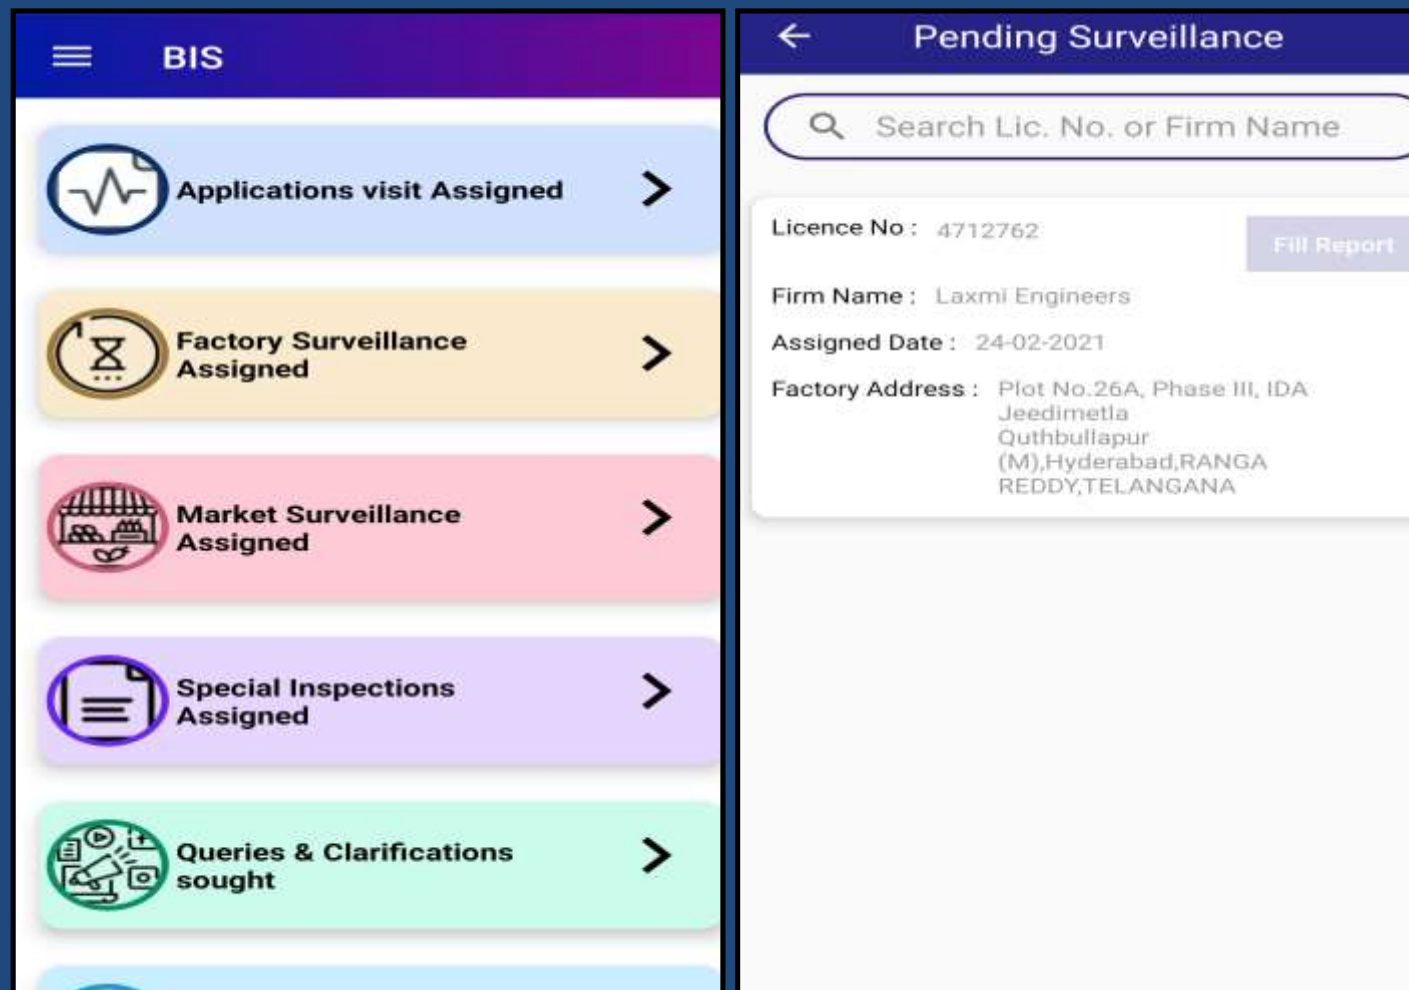 BIS
Applications visit Assigned
Factory Surveillance
Assigned
Market Surveillance
Assigned
Special Inspections
Assigned
Queries & Clarifications
sought
Pending Surveillance
Search Lic. No. or Firm Name
Licence No : 4712762
Fill Report
Firm Name : Laxmi Engineers
Assigned Date : 24-02-2021
Factory Address : Plot No.26A, Phase III, IDA
Jeedimetla
Quthbullapur
(M),Hyderabad,RANGA
REDDY,TELANGANA